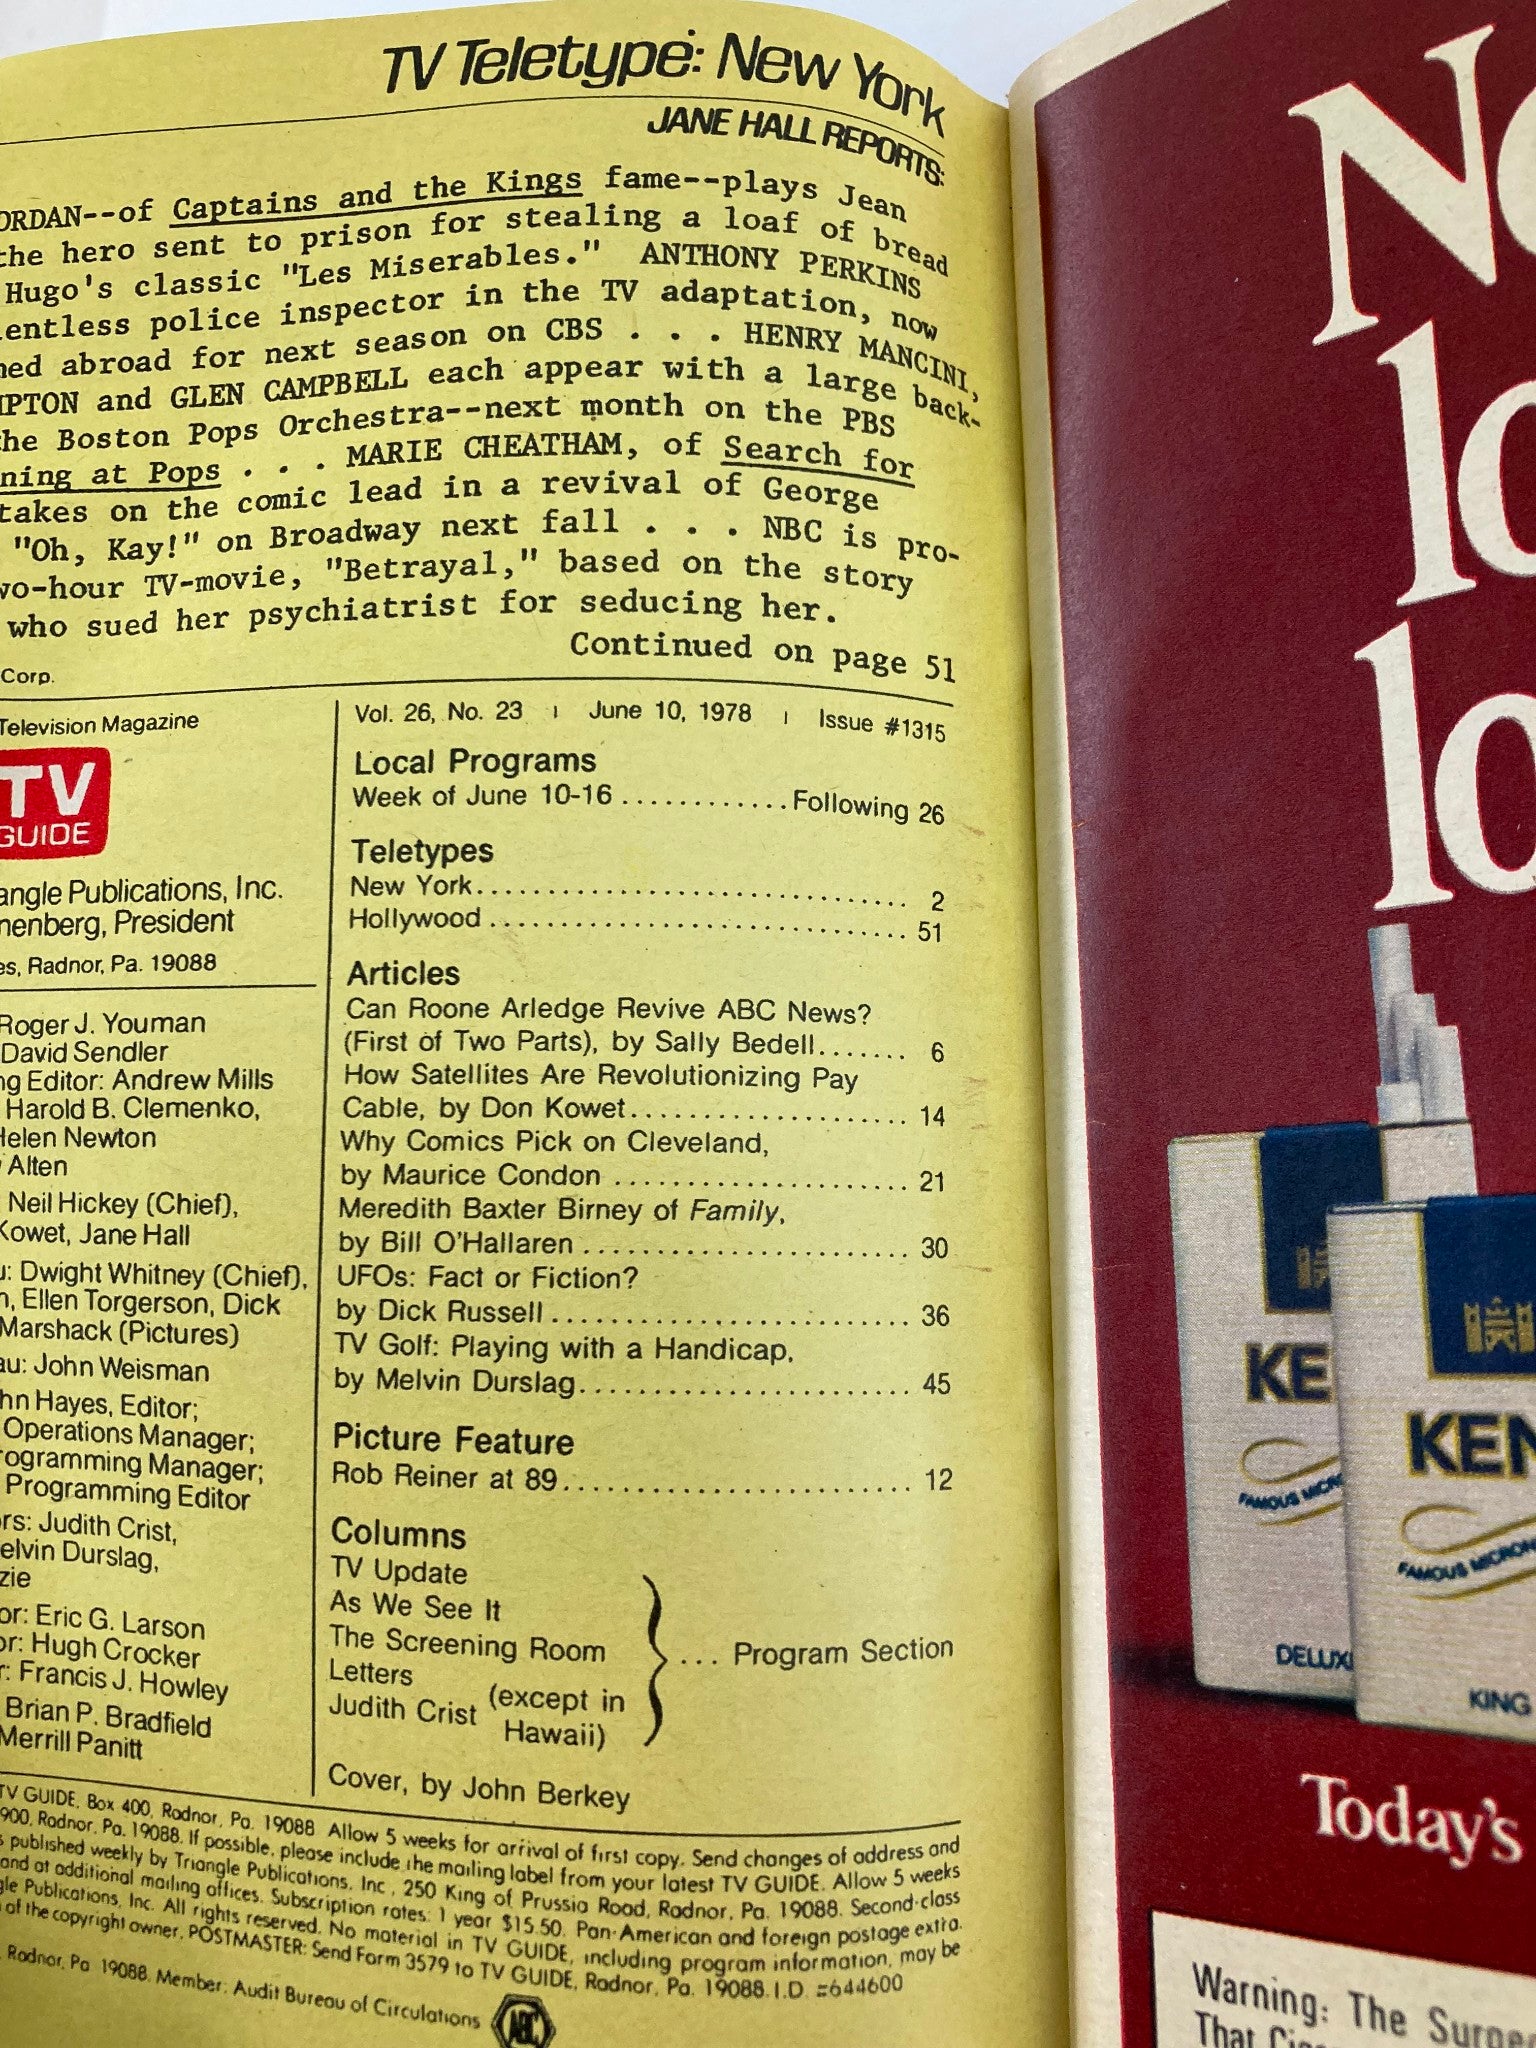 TV Teletype: New York
JANE HALL REPORTS:
ORDAN--of Captains and the Kings fame--plays Jean
the hero sent to prison for stealing a loaf of bread
Hugo's classic "Les Miserables." ANTHONY PERKINS
lentless police inspector in the TV adaptation, now
med abroad for next season on CBS . . . HENRY MANCINI,
MPTON and GLEN CAMPBELL each appear with a large back-
the Boston Pops Orchestra--next month on the PBS
ning at Pops . . . MARIE CHEATHAM, of Search for
takes on the comic lead in a revival of George
"Oh, Kay!" on Broadway next fall . . . NBC is pro-
wo-hour TV-movie, "Betrayal," based on the story
who sued her psychiatrist for seducing her.
Continued on page 51
Corp.
Television Magazine
TV
GUIDE
angle Publications, Inc.
nenberg, President
es, Radnor, Pa. 19088
Roger J. Youman
David Sendler
ng Editor: Andrew Mills
Harold B. Clemenko,
Helen Newton
Alten
Neil Hickey (Chief),
Kowet, Jane Hall
u: Dwight Whitney (Chief),
n, Ellen Torgerson, Dick
Marshack (Pictures)
au: John Weisman
hn Hayes, Editor;
Operations Manager;
rogramming Manager;
Programming Editor
ors: Judith Crist,
elvin Durslag,
zie
or: Eric G. Larson
or: Hugh Crocker
r: Francis J. Howley
Brian P. Bradfield
Merrill Panitt
Vol. 26, No. 23 | June 10, 1978 | Issue #1315
Local Programs
Week of June 10-16 ............ Following 26
Teletypes
New York............................... 2
Hollywood .............................. 51
Articles
Can Roone Arledge Revive ABC News?
(First of Two Parts), by Sally Bedell....... 6
How Satellites Are Revolutionizing Pay
Cable, by Don Kowet.................... 14
Why Comics Pick on Cleveland,
by Maurice Condon ..................... 21
Meredith Baxter Birney of Family,
by Bill O'Hallaren ....................... 30
UFOs: Fact or Fiction?
by Dick Russell.......................... 36
TV Golf: Playing with a Handicap,
by Melvin Durslag........................ 45
Picture Feature
Rob Reiner at 89......................... 12
Columns
TV Update
As We See It
The Screening Room
Letters
Judith Crist (except in
Hawaii)
... Program Section
Cover, by John Berkey
TV GUIDE, Box 400, Radnor, Pa. 19088 Allow 5 weeks for arrival of first copy. Send changes of address and
900, Radnor, Pa. 19088. If possible, please include the mailing label from your latest TV GUIDE. Allow 5 weeks
published weekly by Triangle Publications, Inc., 250 King of Prussia Road, Radnor, Pa. 19088. Second-class
and at additional mailing offices. Subscription rates: 1 year $15.50. Pan-American and foreign postage extra.
gle Publications, Inc. All rights reserved. No material in TV GUIDE, including program information, may be
of the copyright owner. POSTMASTER: Send Form 3579 to TV GUIDE, Radnor, Pa. 19088. I.D. #644600
Radnor, Pa. 19088. Member: Audit Bureau of Circulations
ABC
lo
lo
KE
FAMOUS MICRO
DELUX
KEN
FAMOUS MICRON
KING
Today's
Warning: The Surge
That Ci